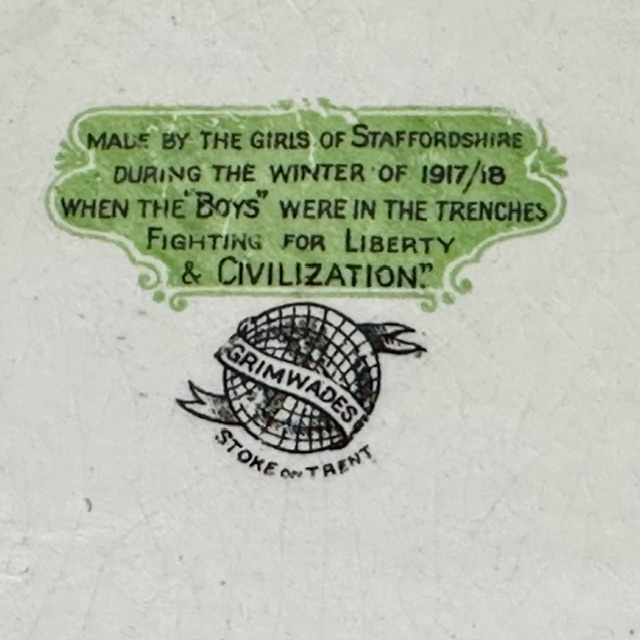 MADE BY THE GIRLS OF STAFFORDSHIRE
DURING THE WINTER OF 1917/18
WHEN THE "BOYS" WERE IN THE TRENCHES
FIGHTING FOR LIBERTY
& CIVILIZATION."
GRIMWADES
STOKE ON TRENT